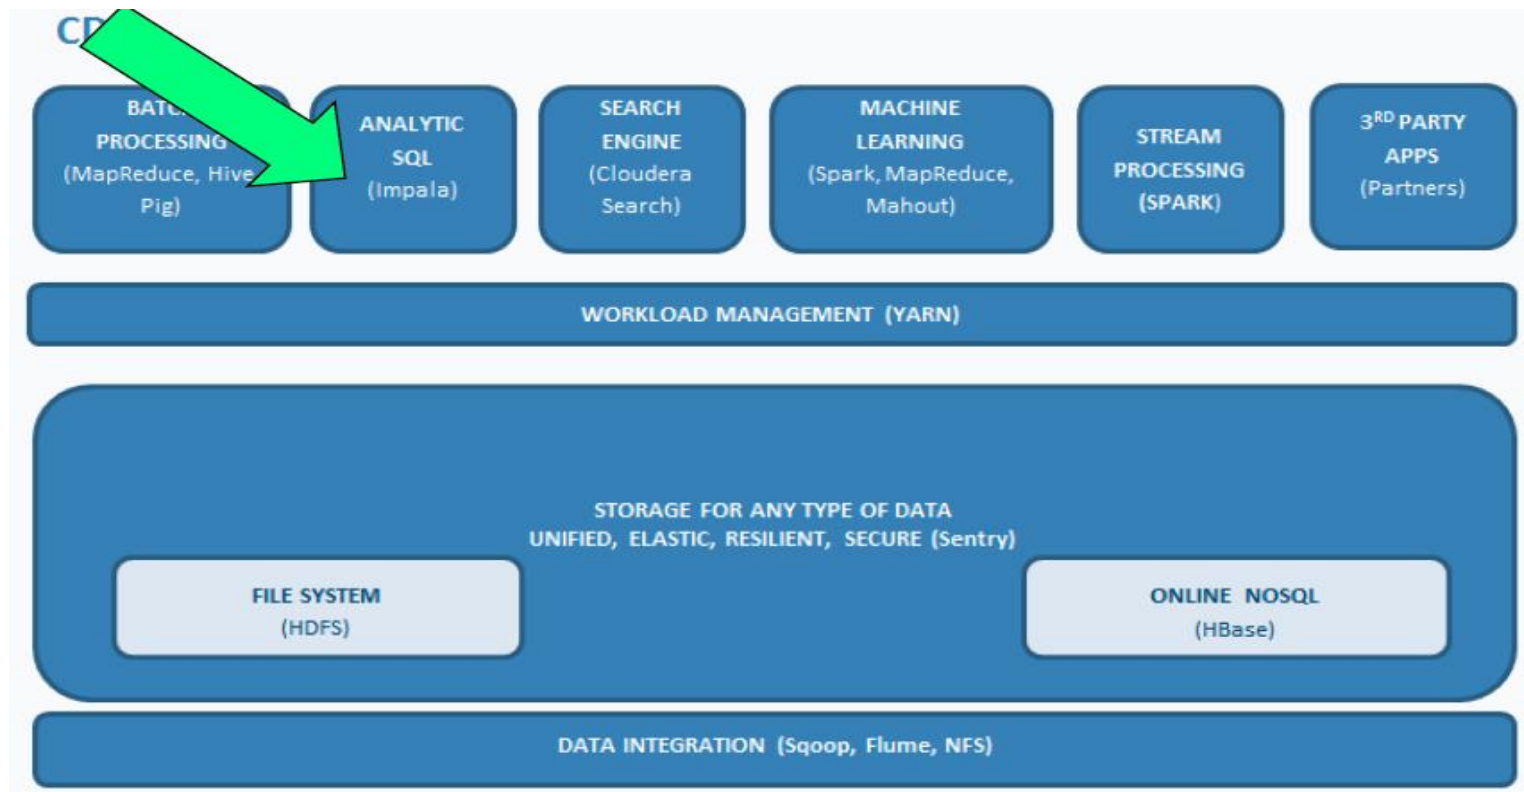 BATCH
PROCESSING
(MapReduce, Hive
Pig)
ANALYTIC
SQL
(Impala)
SEARCH
ENGINE
(Cloudera
Search)
MACHINE
LEARNING
(Spark, MapReduce,
Mahout)
STREAM
PROCESSING
(SPARK)
3RD PARTY
APPS
(Partners)
WORKLOAD MANAGEMENT (YARN)
STORAGE FOR ANY TYPE OF DATA
UNIFIED, ELASTIC, RESILIENT, SECURE (Sentry)
FILE SYSTEM
(HDFS)
ONLINE NOSQL
(HBase)
DATA INTEGRATION (Sqoop, Flume, NFS)